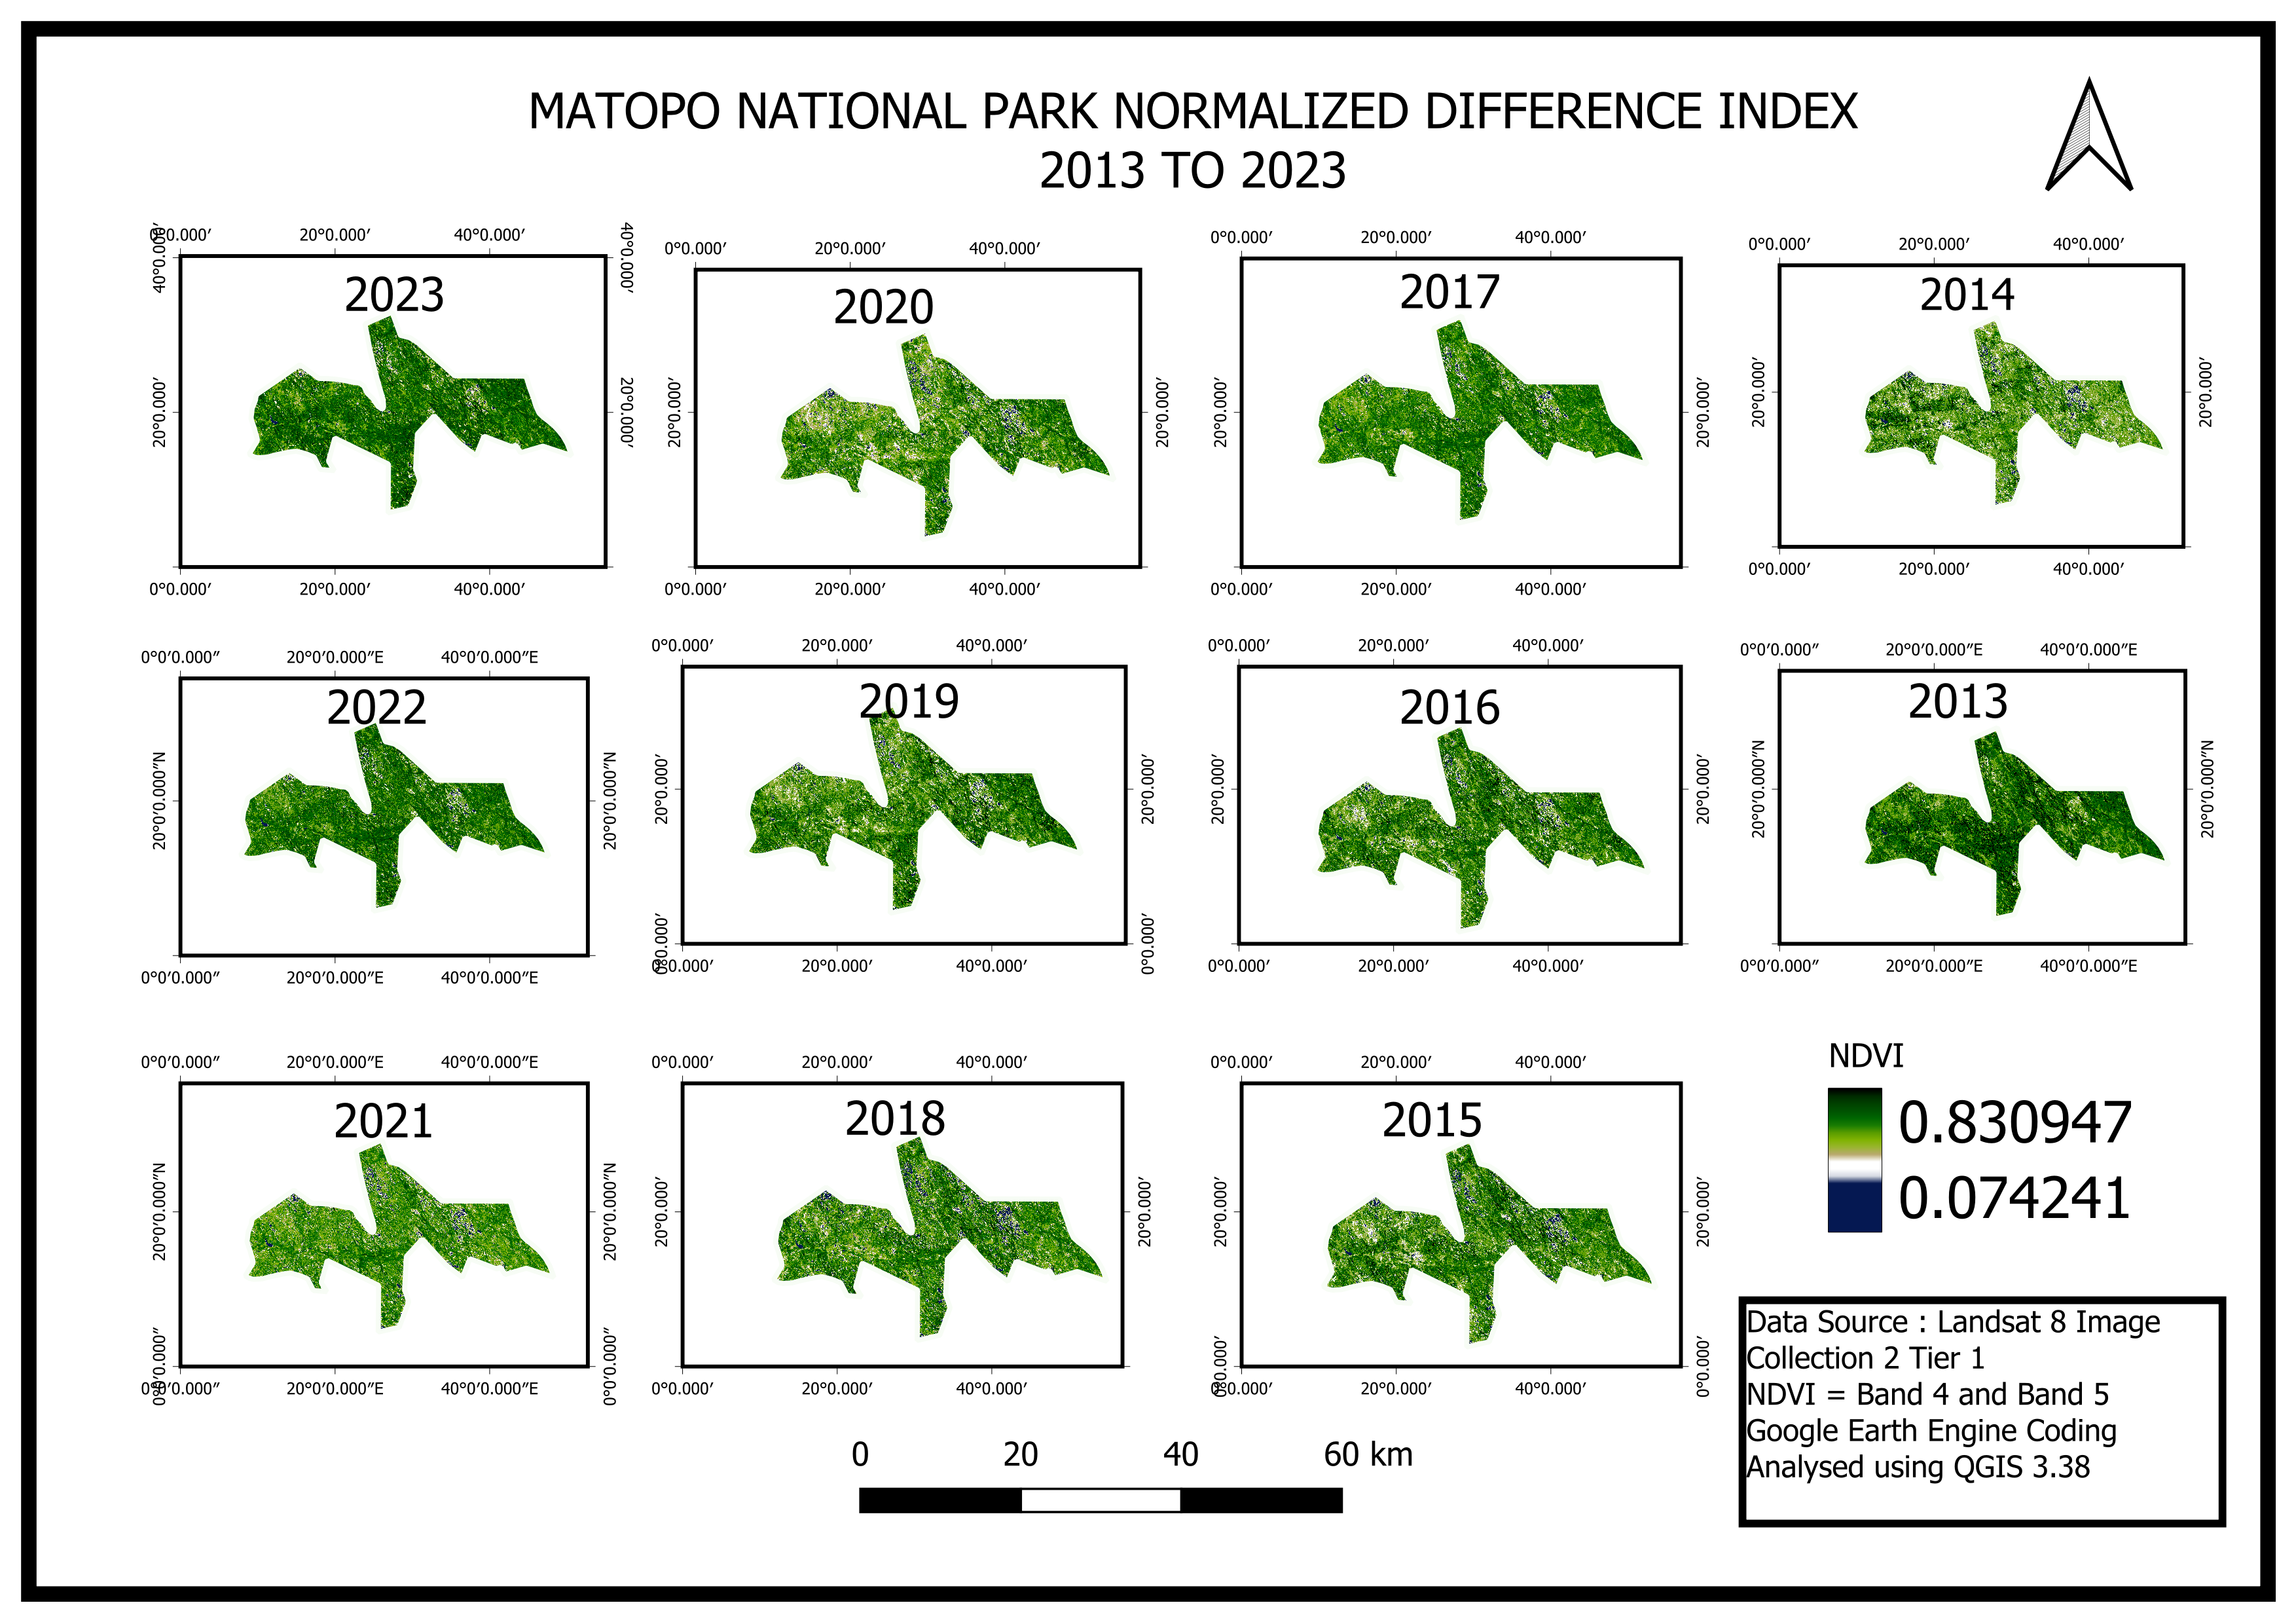 MATOPO NATIONAL PARK NORMALIZED DIFFERENCE INDEX
2013 TO 2023
0°0.000′ 20°0.000′ 40°0.000′
40°0.000′ 40°0.000′
2023
20°0.000′ 20°0.000′
0°0.000′ 20°0.000′ 40°0.000′
0°0.000′ 20°0.000′ 40°0.000′
2020
20°0.000′ 20°0.000′
0°0.000′ 20°0.000′ 40°0.000′
0°0.000′ 20°0.000′ 40°0.000′
2017
20°0.000′ 20°0.000′
0°0.000′ 20°0.000′ 40°0.000′
0°0.000′ 20°0.000′ 40°0.000′
2014
20°0.000′ 20°0.000′
0°0.000′ 20°0.000′ 40°0.000′
0°0′0.000″ 20°0′0.000″E 40°0′0.000″E
2022
20°0′0.000″N 20°0′0.000″N
0°0′0.000″ 20°0′0.000″E 40°0′0.000″E
0°0.000′ 20°0.000′ 40°0.000′
2019
20°0.000′ 20°0.000′
0°0.000′ 0°0.000′
0°0.000′ 20°0.000′ 40°0.000′
0°0.000′ 20°0.000′ 40°0.000′
2016
20°0.000′ 20°0.000′
0°0.000′ 20°0.000′ 40°0.000′
0°0′0.000″ 20°0′0.000″E 40°0′0.000″E
2013
20°0′0.000″N 20°0′0.000″N
0°0′0.000″ 20°0′0.000″E 40°0′0.000″E
0°0′0.000″ 20°0′0.000″E 40°0′0.000″E
2021
20°0′0.000″N 20°0′0.000″N
0°0′0.000″ 0°0′0.000″
0°0′0.000″ 20°0′0.000″E 40°0′0.000″E
0°0.000′ 20°0.000′ 40°0.000′
2018
20°0.000′ 20°0.000′
0°0.000′ 20°0.000′ 40°0.000′
0°0.000′ 20°0.000′ 40°0.000′
2015
20°0.000′ 20°0.000′
0°0.000′ 0°0.000′
0°0.000′ 20°0.000′ 40°0.000′
NDVI
0.830947
0.074241
Data Source : Landsat 8 Image
Collection 2 Tier 1
NDVI = Band 4 and Band 5
Google Earth Engine Coding
Analysed using QGIS 3.38
0 20 40 60 km